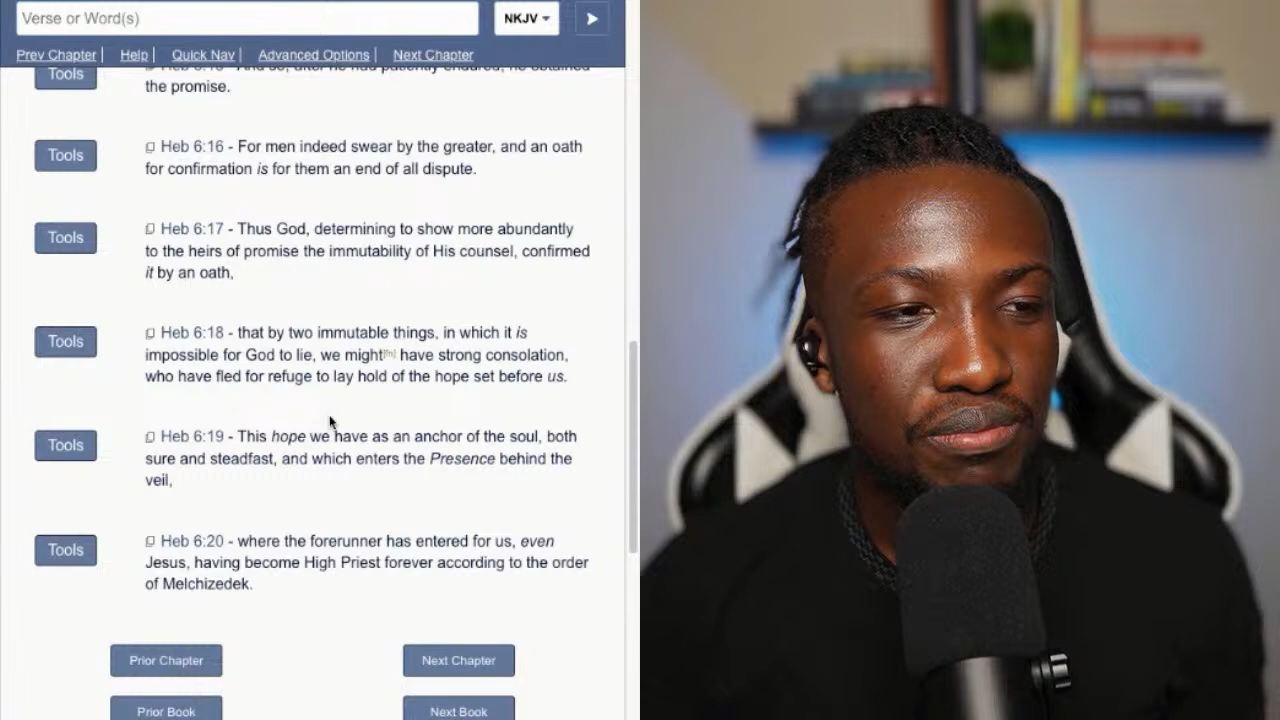 Verse or Word(s)
NKJV
Prev Chapter | Help | Quick Nav | Advanced Options | Next Chapter
Tools
the promise.
Tools
Heb 6:16 - For men indeed swear by the greater, and an oath
for confirmation is for them an end of all dispute.
Tools
Heb 6:17 - Thus God, determining to show more abundantly
to the heirs of promise the immutability of His counsel, confirmed
it by an oath,
Tools
Heb 6:18 - that by two immutable things, in which it is
impossible for God to lie, we might[fn] have strong consolation,
who have fled for refuge to lay hold of the hope set before us.
Tools
Heb 6:19 - This hope we have as an anchor of the soul, both
sure and steadfast, and which enters the Presence behind the
veil,
Tools
Heb 6:20 - where the forerunner has entered for us, even
Jesus, having become High Priest forever according to the order
of Melchizedek.
Prior Chapter
Next Chapter
Prior Book
Next Book